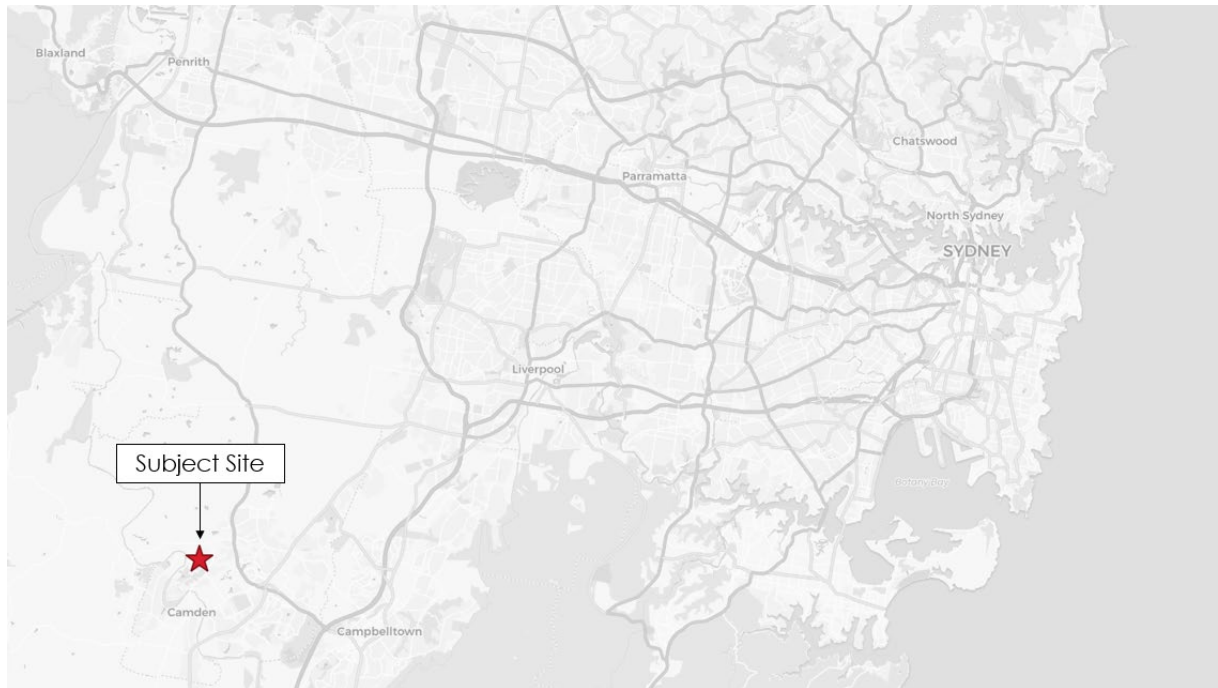 Blaxland
Penrith
Chatswood
Parramatta
North Sydney
SYDNEY
Liverpool
Subject Site
Botany Bay
Camden
Campbelltown